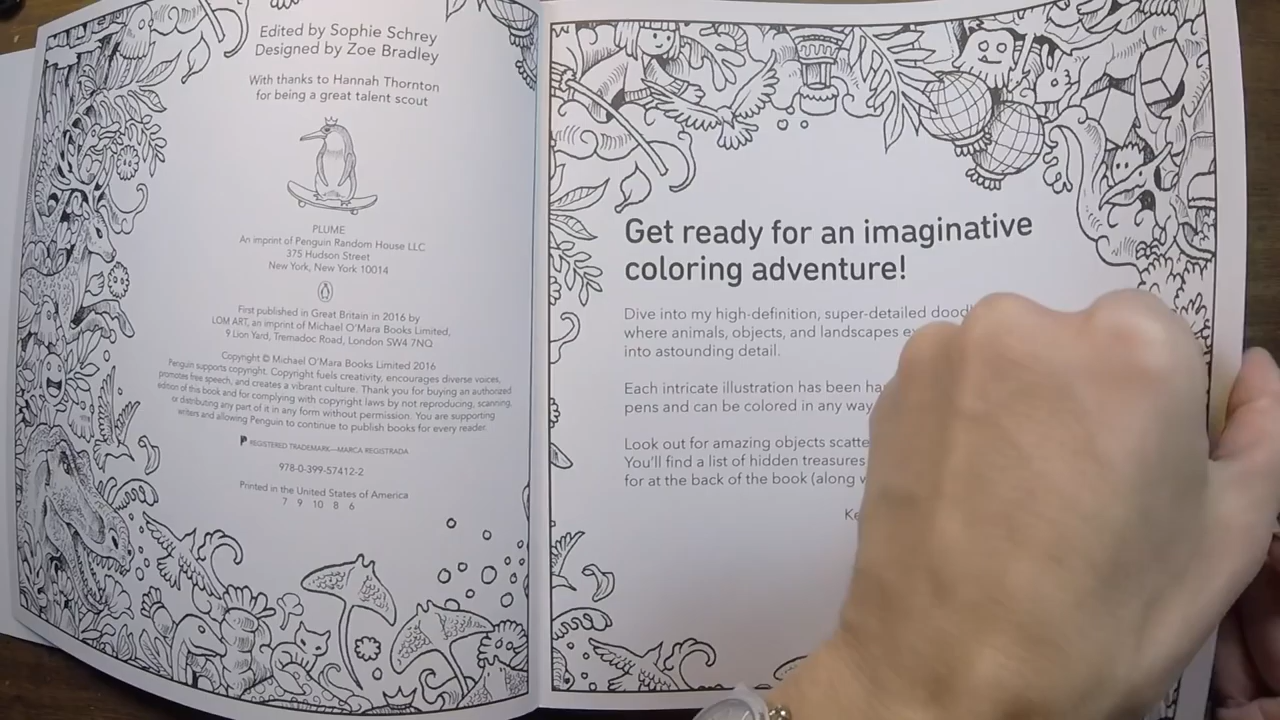 Edited by Sophie Schrey
Designed by Zoe Bradley
With thanks to Hannah Thornton
for being a great talent scout
PLUME
An imprint of Penguin Random House LLC
375 Hudson Street
New York, New York 10014
First published in Great Britain in 2016 by
LOM ART, an imprint of Michael O'Mara Books Limited,
9 Lion Yard, Tremadoc Road, London SW4 7NQ
Copyright © Michael O'Mara Books Limited 2016
Penguin supports copyright. Copyright fuels creativity, encourages diverse voices,
promotes free speech, and creates a vibrant culture. Thank you for buying an authorized
edition of this book and for complying with copyright laws by not reproducing, scanning,
or distributing any part of it in any form without permission. You are supporting
writers and allowing Penguin to continue to publish books for every reader.
REGISTERED TRADEMARK—MARCA REGISTRADA
978-0-399-57412-2
Printed in the United States of America
7 9 10 8 6
Get ready for an imaginative
coloring adventure!
Dive into my high-definition, super-detailed
where animals, objects, and landscapes
into astounding detail.
Each intricate illustration has been
pens and can be colored in any way
Look out for amazing objects
You'll find a list of hidden treasures
for at the back of the book (along